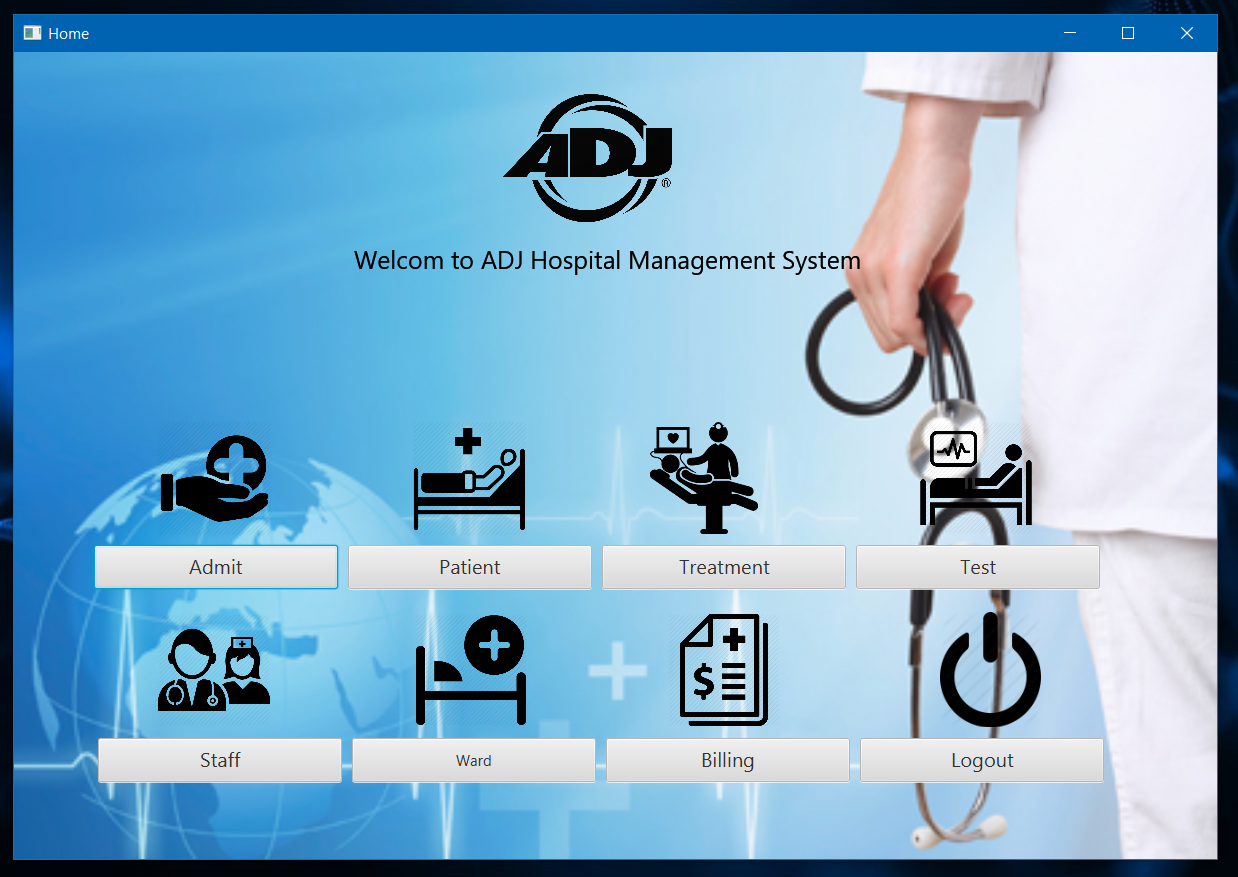 Home
ADJ
®
Welcom to ADJ Hospital Management System
Admit
Patient
Treatment
Test
$
Staff
Ward
Billing
Logout